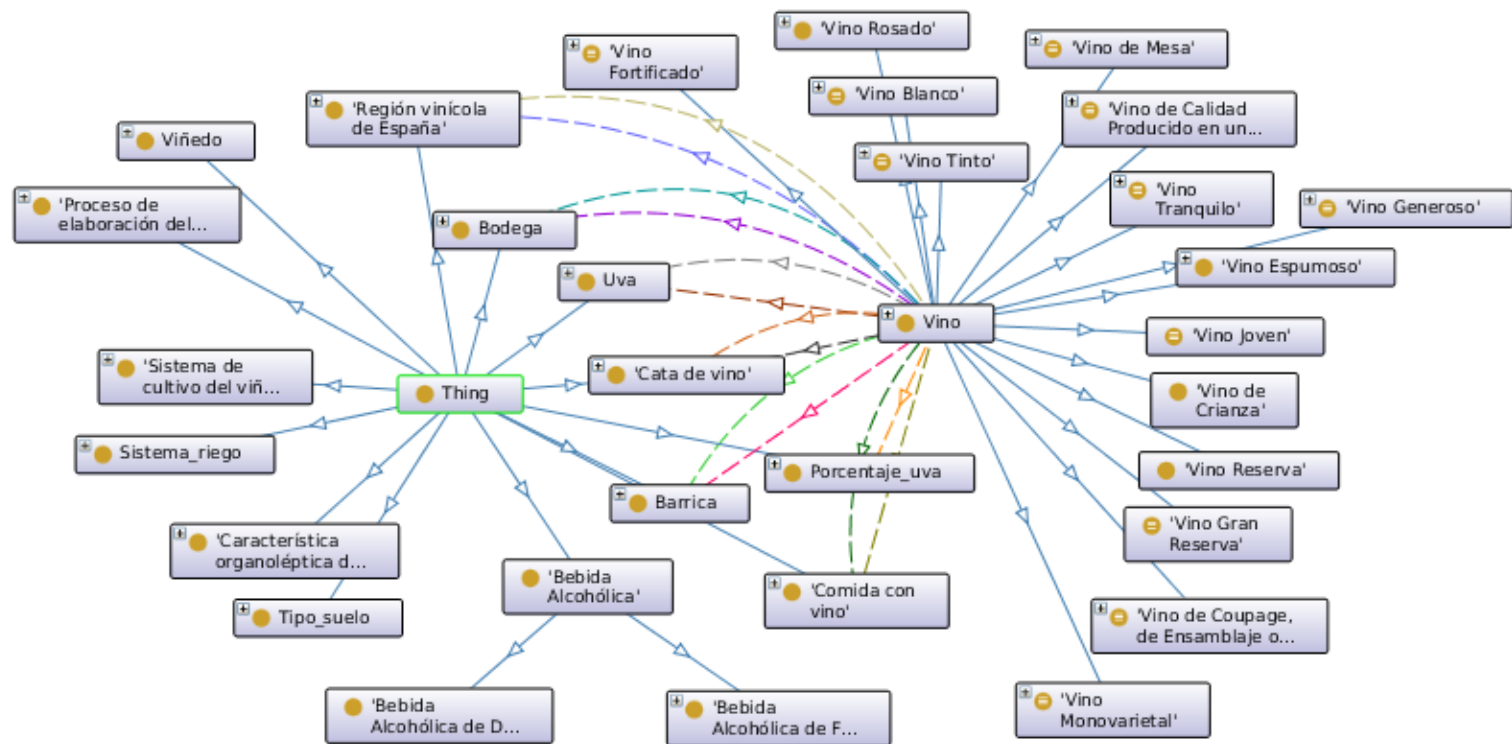 'Vino Rosado'
'Vino
Fortificado'
'Vino de Mesa'
'Vino Blanco'
'Región vinícola
de España'
'Vino de Calidad
Producido en un...
Viñedo
'Vino Tinto'
'Proceso de
elaboración del...
'Vino
Tranquilo'
'Vino Generoso'
Bodega
Uva
'Vino Espumoso'
Vino
'Vino Joven'
'Sistema de
cultivo del viñ...
'Cata de vino'
Thing
'Vino de
Crianza'
Sistema_riego
Porcentaje_uva
'Vino Reserva'
Barrica
'Vino Gran
Reserva'
'Característica
organoléptica d...
'Bebida
Alcohólica'
'Comida con
vino'
Tipo_suelo
'Vino de Coupage,
de Ensamblaje o...
'Bebida
Alcohólica de D...
'Bebida
Alcohólica de F...
'Vino
Monovarietal'